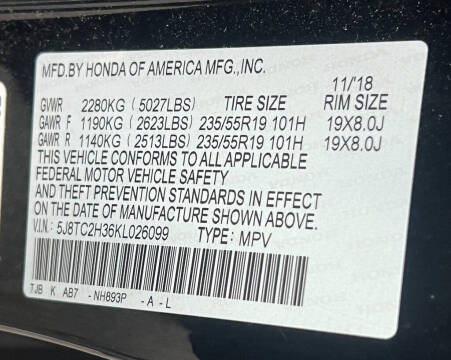 MFD.BY HONDA OF AMERICA MFG.,INC.
11/'18
GVWR 2280KG (5027LBS) TIRE SIZE RIM SIZE
GAWR F 1190KG (2623LBS) 235/55R19 101H 19X8.0J
GAWR R 1140KG (2513LBS) 235/55R19 101H 19X8.0J
THIS VEHICLE CONFORMS TO ALL APPLICABLE
FEDERAL MOTOR VEHICLE SAFETY
AND THEFT PREVENTION STANDARDS IN EFFECT
ON THE DATE OF MANUFACTURE SHOWN ABOVE.
V.I.N.: 5J8TC2H36KL026099 TYPE: MPV
TJB K AB7 -NH893P -A-L